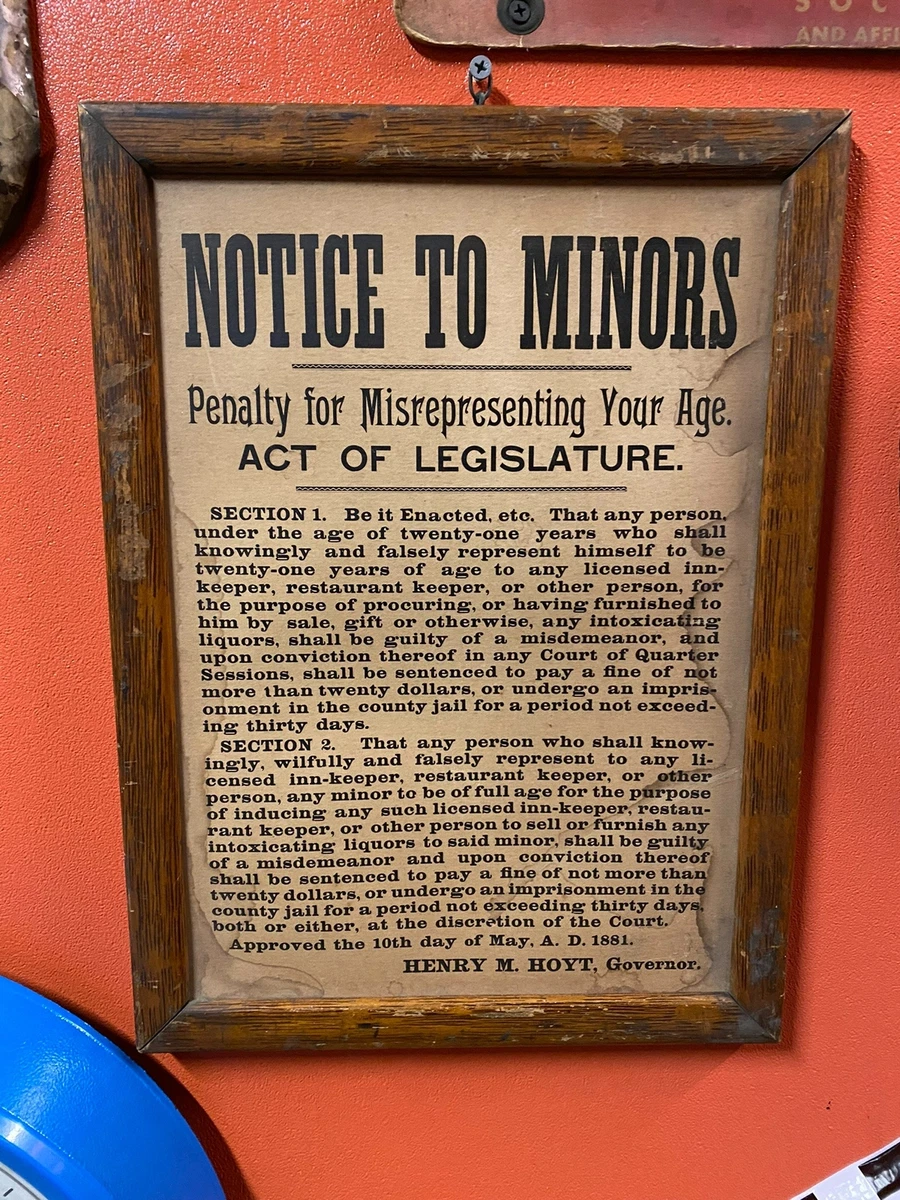 S O C
AND AFFI
NOTICE TO MINORS
Penalty for Misrepresenting Your Age.
ACT OF LEGISLATURE.
SECTION 1. Be it Enacted, etc. That any person,
under the age of twenty-one years who shall
knowingly and falsely represent himself to be
twenty-one years of age to any licensed inn-
keeper, restaurant keeper, or other person, for
the purpose of procuring, or having furnished to
him by sale, gift or otherwise, any intoxicating
liquors, shall be guilty of a misdemeanor, and
upon conviction thereof in any Court of Quarter
Sessions, shall be sentenced to pay a fine of not
more than twenty dollars, or undergo an impris-
onment in the county jail for a period not exceed-
ing thirty days.
SECTION 2. That any person who shall know-
ingly, wilfully and falsely represent to any li-
censed inn-keeper, restaurant keeper, or other
person, any minor to be of full age for the purpose
of inducing any such licensed inn-keeper, restau-
rant keeper, or other person to sell or furnish any
intoxicating liquors to said minor, shall be guilty
of a misdemeanor and upon conviction thereof
shall be sentenced to pay a fine of not more than
twenty dollars, or undergo an imprisonment in the
county jail for a period not exceeding thirty days,
both or either, at the discretion of the Court.
Approved the 10th day of May, A. D. 1881.
HENRY M. HOYT, Governor.